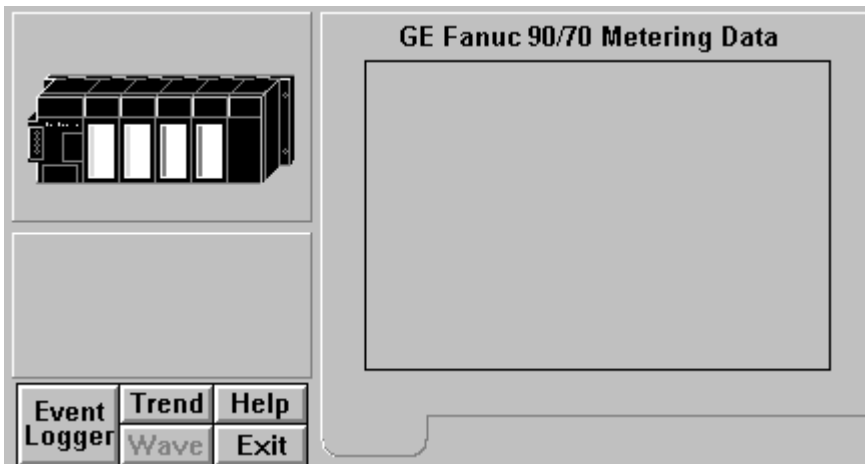 GE Fanuc 90/70 Metering Data
Event
Logger
Trend
Help
Wave
Exit